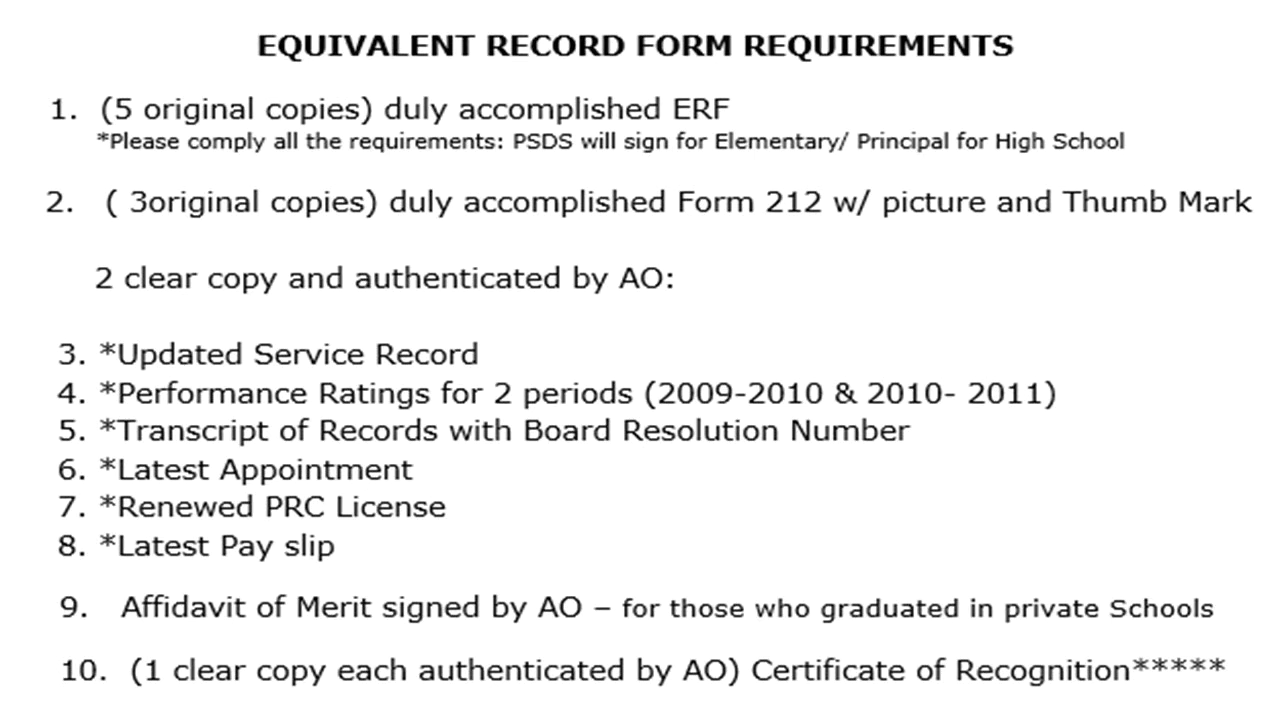 EQUIVALENT RECORD FORM REQUIREMENTS
1. (5 original copies) duly accomplished ERF
*Please comply all the requirements: PSDS will sign for Elementary/ Principal for High School
2. ( 3original copies) duly accomplished Form 212 w/ picture and Thumb Mark
2 clear copy and authenticated by AO:
3. *Updated Service Record
4. *Performance Ratings for 2 periods (2009-2010 & 2010- 2011)
5. *Transcript of Records with Board Resolution Number
6. *Latest Appointment
7. *Renewed PRC License
8. *Latest Pay slip
9. Affidavit of Merit signed by AO – for those who graduated in private Schools
10. (1 clear copy each authenticated by AO) Certificate of Recognition*****